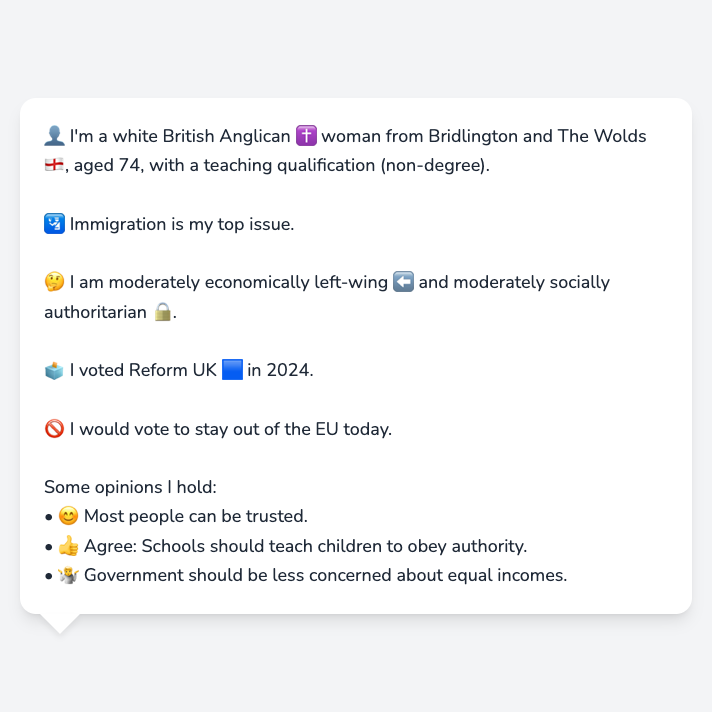 👤 I'm a white British Anglican ✝️ woman from Bridlington and The Wolds
🏴󠁧󠁢󠁥󠁮󠁧󠁿, aged 74, with a teaching qualification (non-degree).
🛂 Immigration is my top issue.
🤔 I am moderately economically left-wing ⬅️ and moderately socially
authoritarian 🔒.
🗳️ I voted Reform UK 🟦 in 2024.
🚫 I would vote to stay out of the EU today.
Some opinions I hold:
• 😊 Most people can be trusted.
• 👍 Agree: Schools should teach children to obey authority.
• 🤷 Government should be less concerned about equal incomes.